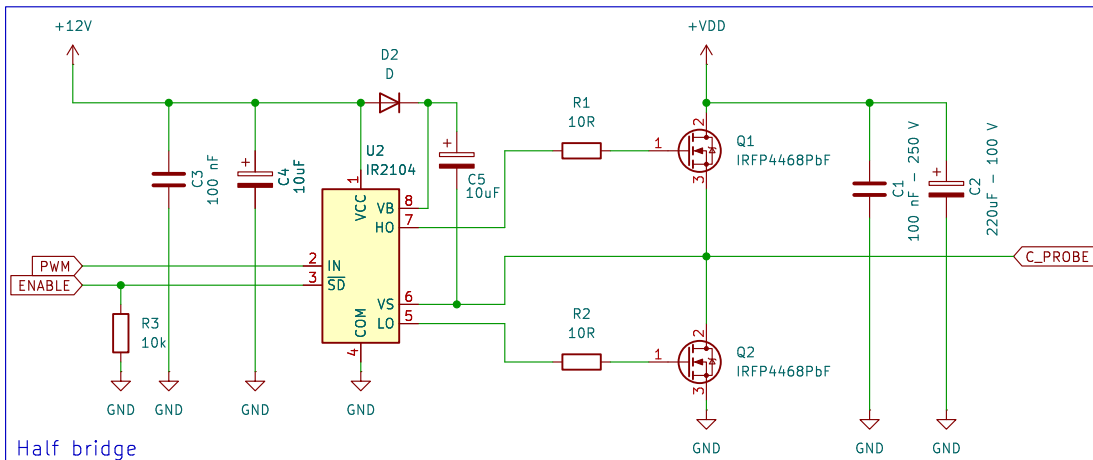 +12V
+VDD
D2
D
R1
10R
Q1
IRFP4468PbF
2
1
3
U2
IR2104
C3
100 nF
C4
10uF
C5
10uF
C1
100 nF - 250 V
C2
220uF - 100 V
1
VCC
VB
8
HO
7
PWM
2
IN
ENABLE
3
SD
C_PROBE
VS
6
LO
5
COM
4
R3
10k
R2
10R
Q2
IRFP4468PbF
2
1
3
GND
GND
GND
GND
GND
GND
GND
Half bridge